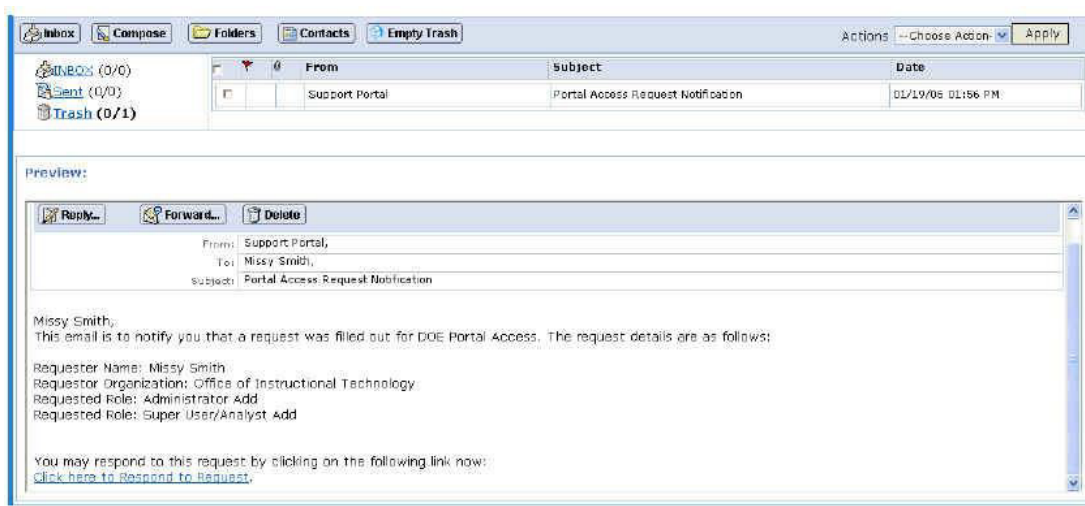 Inbox Compose Folders Contacts Empty Trash Actions --Choose Action- Apply
INBOX (0/0)
Sent (0/0)
Trash (0/1)
From Subject Date
Support Portal Portal Access Request Notification 01/19/06 01:56 PM
Preview:
Reply... Forward... Delete
From: Support Portal,
To: Missy Smith,
Subject: Portal Access Request Notification
Missy Smith,
This email is to notify you that a request was filled out for DOE Portal Access. The request details are as follows:
Requester Name: Missy Smith
Requestor Organization: Office of Instructional Technology
Requested Role: Administrator Add
Requested Role: Super User/Analyst Add
You may respond to this request by clicking on the following link now:
Click here to Respond to Request.